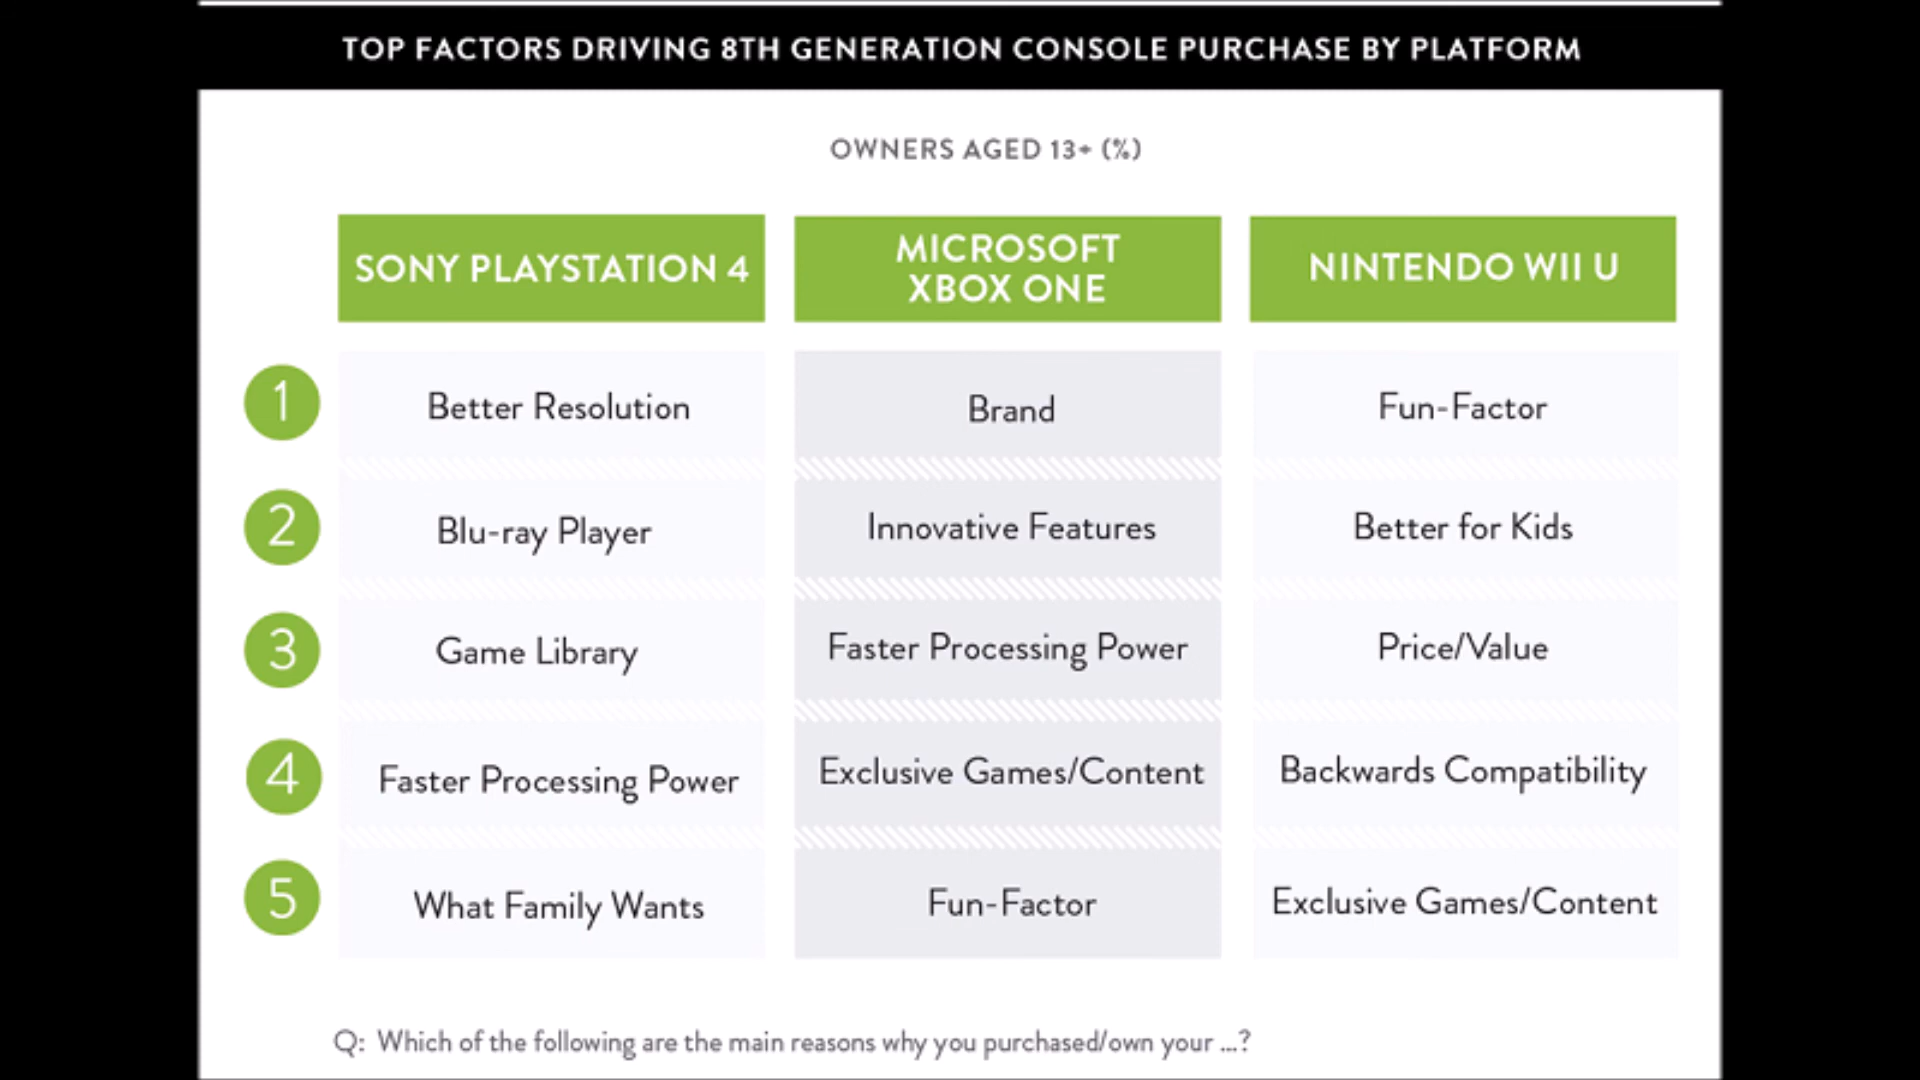 TOP FACTORS DRIVING 8TH GENERATION CONSOLE PURCHASE BY PLATFORM
OWNERS AGED 13+ (%)
SONY PLAYSTATION 4
MICROSOFT
XBOX ONE
NINTENDO WII U
1
Better Resolution
Brand
Fun-Factor
2
Blu-ray Player
Innovative Features
Better for Kids
3
Game Library
Faster Processing Power
Price/Value
4
Faster Processing Power
Exclusive Games/Content
Backwards Compatibility
5
What Family Wants
Fun-Factor
Exclusive Games/Content
Q: Which of the following are the main reasons why you purchased/own your ...?